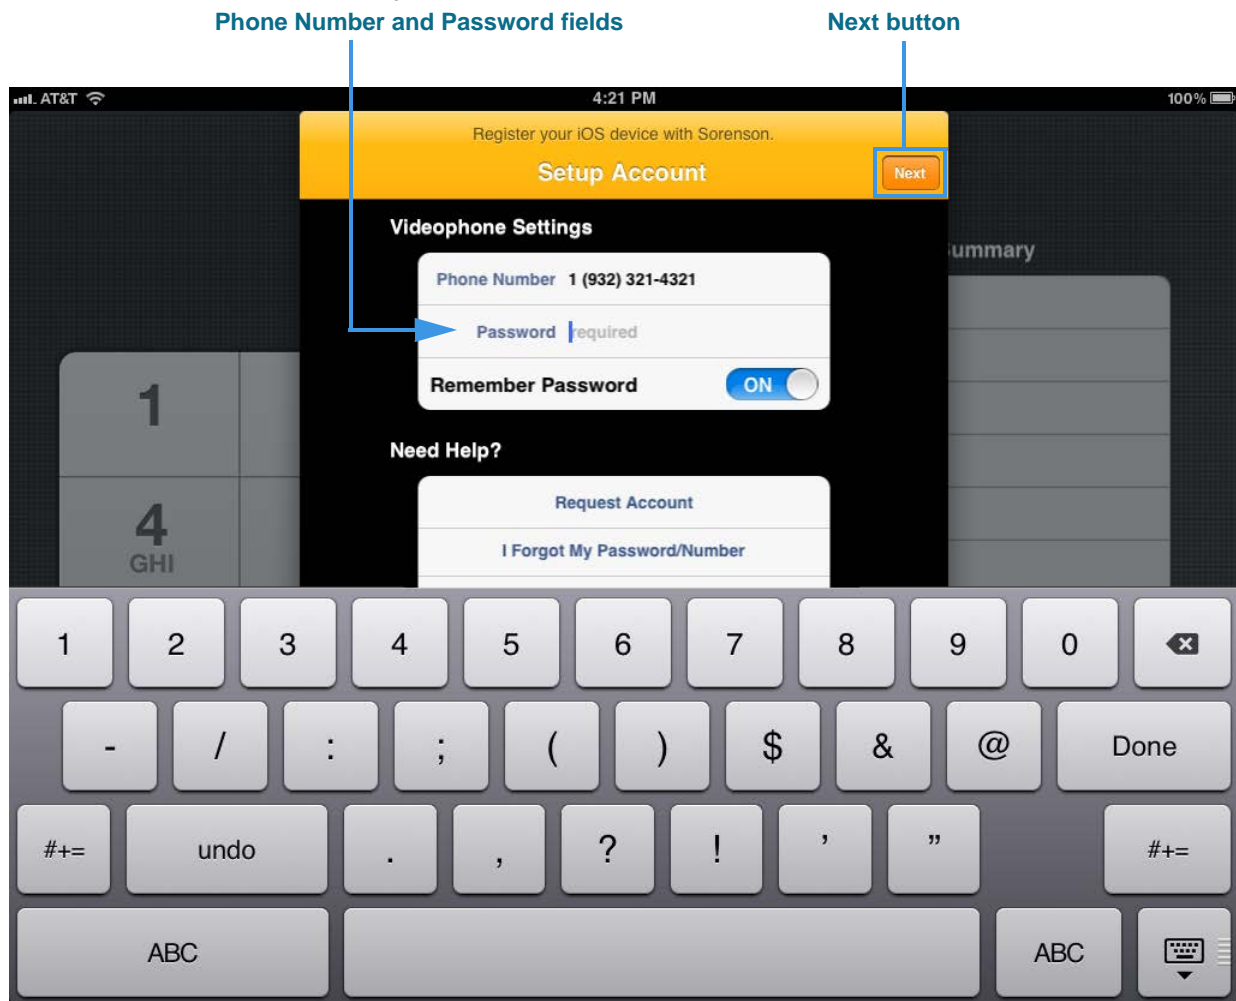 Phone Number and Password fields
Next button
AT&T
4:21 PM
100%
Register your iOS device with Sorenson.
Setup Account
Next
Videophone Settings
ummary
Phone Number 1 (932) 321-4321
Password required
Remember Password ON
1
Need Help?
Request Account
4
GHI
I Forgot My Password/Number
1 2 3 4 5 6 7 8 9 0
- / : ; ( ) $ & @ Done
#+= undo . , ? ! ’ ” #+=
ABC ABC